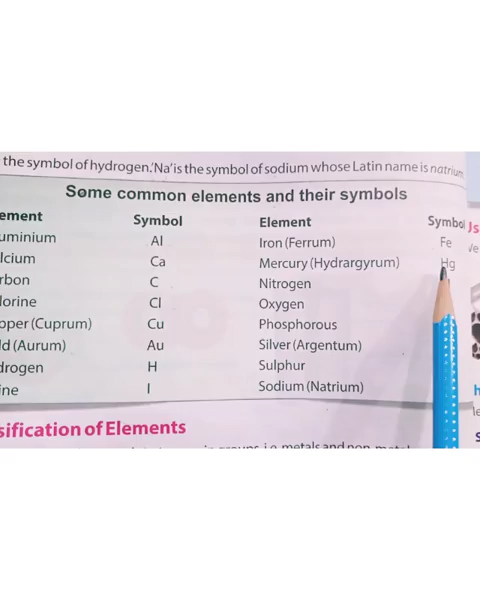 the symbol of hydrogen,'Na' is the symbol of sodium whose Latin name is natrium
Some common elements and their symbols
ement Symbol Element Symbol
uminium Al Iron (Ferrum) Fe
lcium Ca Mercury (Hydrargyrum) Hg
rbon C Nitrogen
lorine Cl Oxygen
pper (Cuprum) Cu Phosphorous
ld (Aurum) Au Silver (Argentum)
drogen H Sulphur
ine I Sodium (Natrium)
sification of Elements